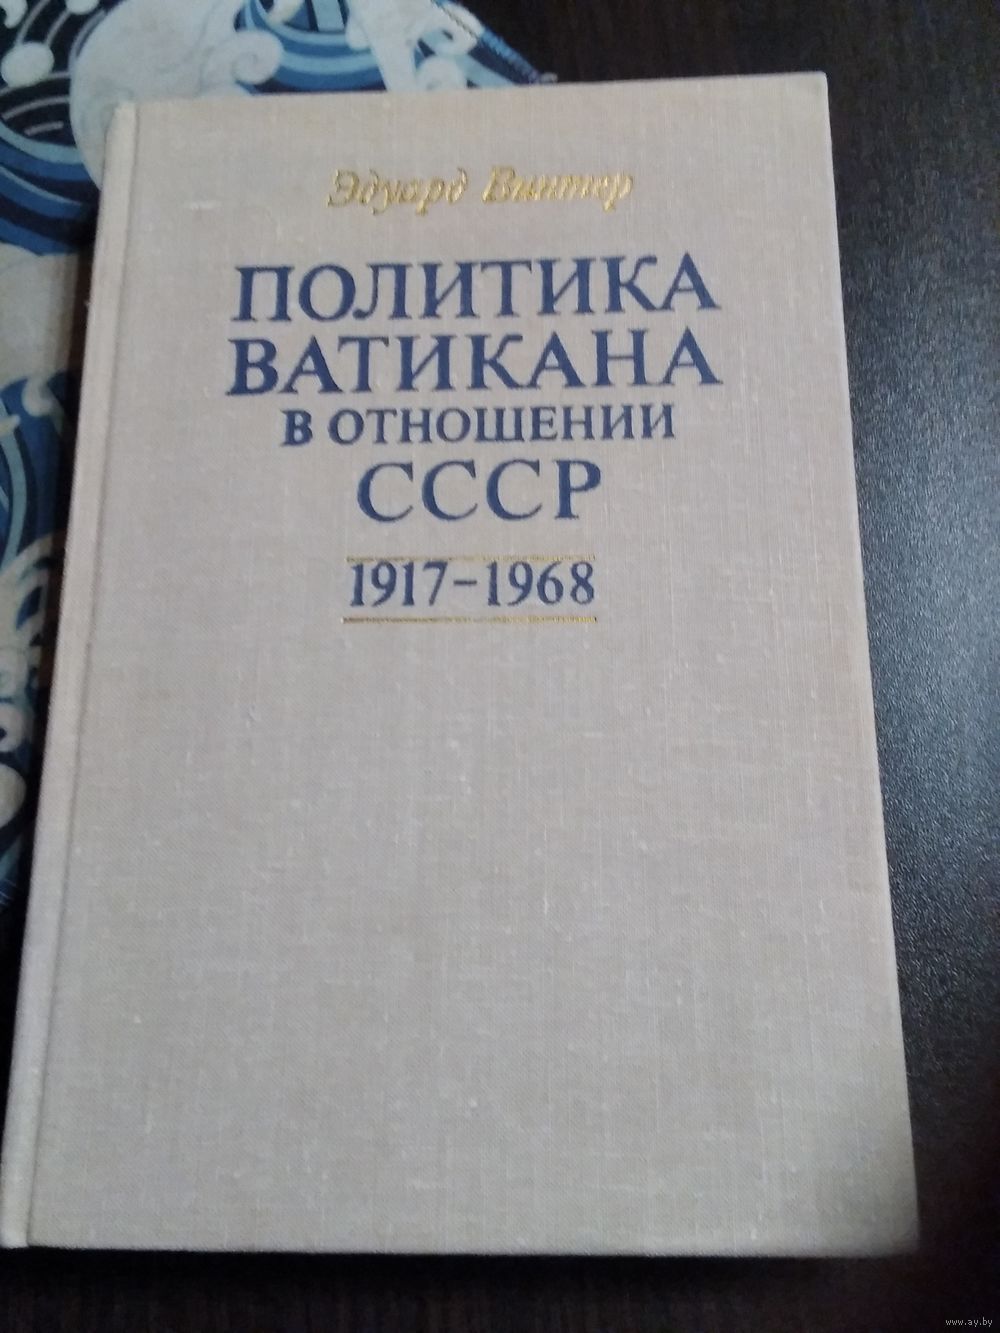 Эдуард Винтер
ПОЛИТИКА
ВАТИКАНА
В ОТНОШЕНИИ
СССР
1917-1968
www.ay.by